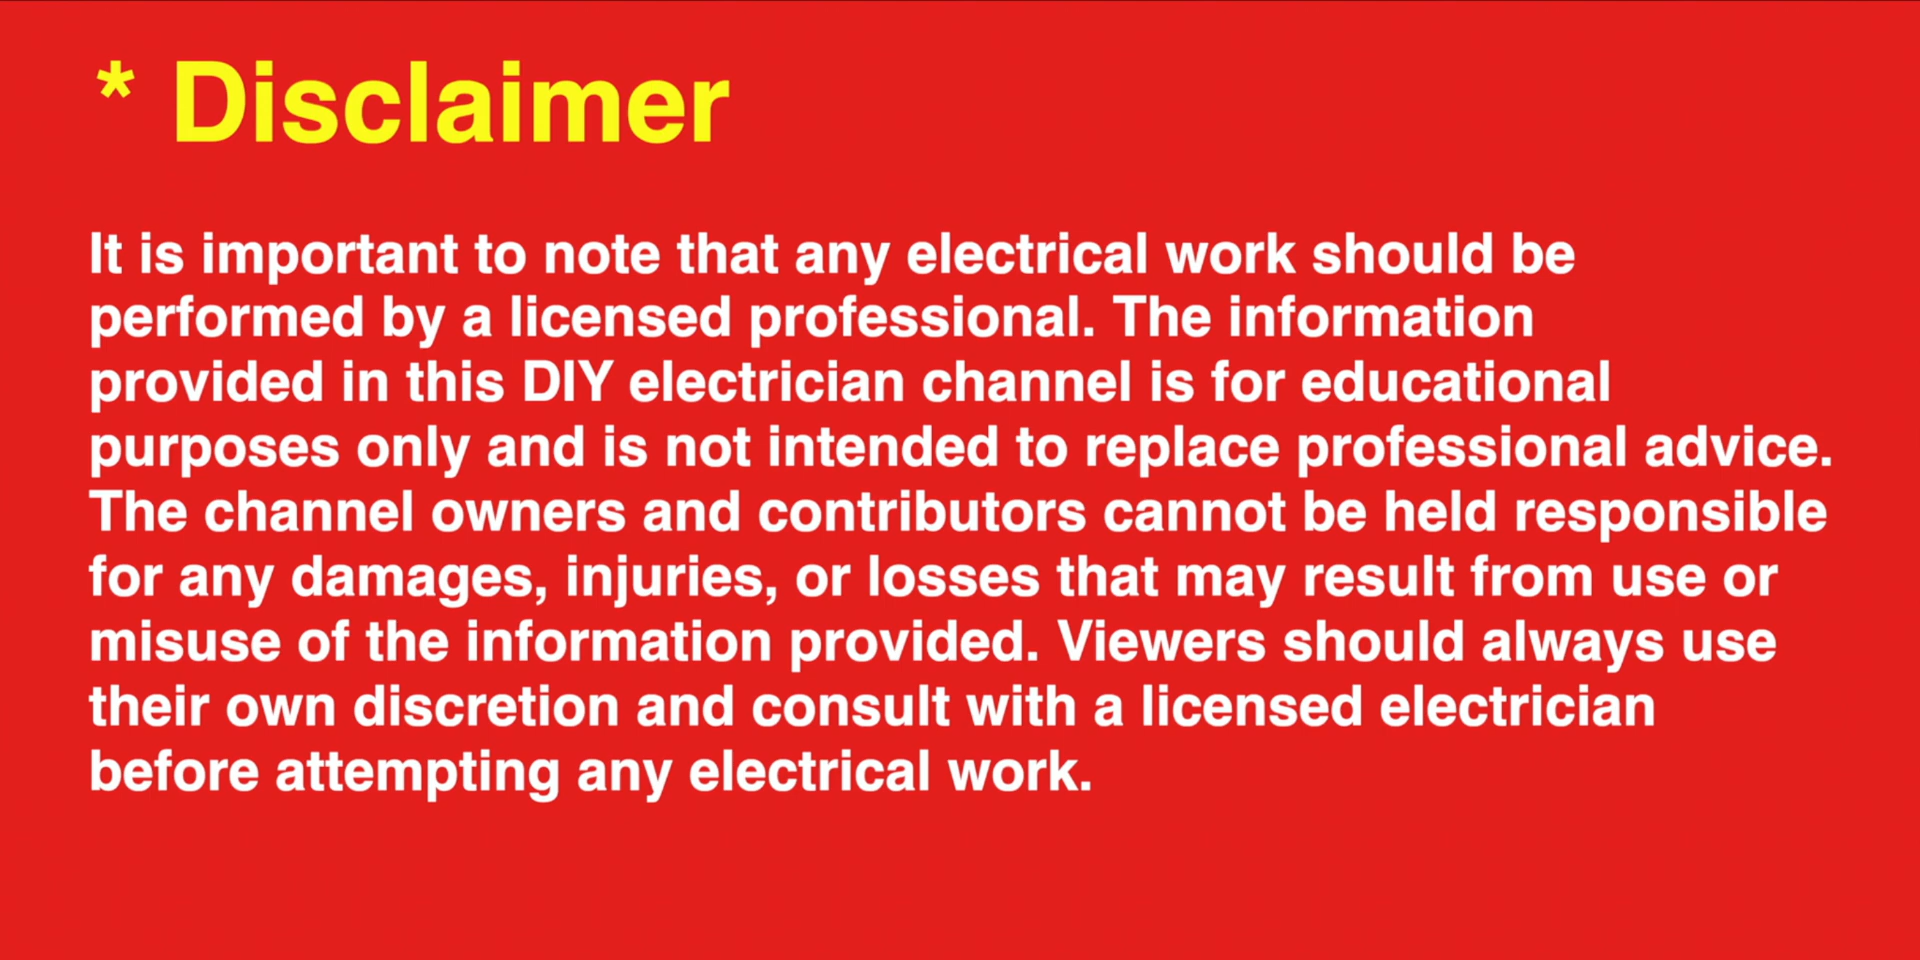 * Disclaimer
It is important to note that any electrical work should be
performed by a licensed professional. The information
provided in this DIY electrician channel is for educational
purposes only and is not intended to replace professional advice.
The channel owners and contributors cannot be held responsible
for any damages, injuries, or losses that may result from use or
misuse of the information provided. Viewers should always use
their own discretion and consult with a licensed electrician
before attempting any electrical work.